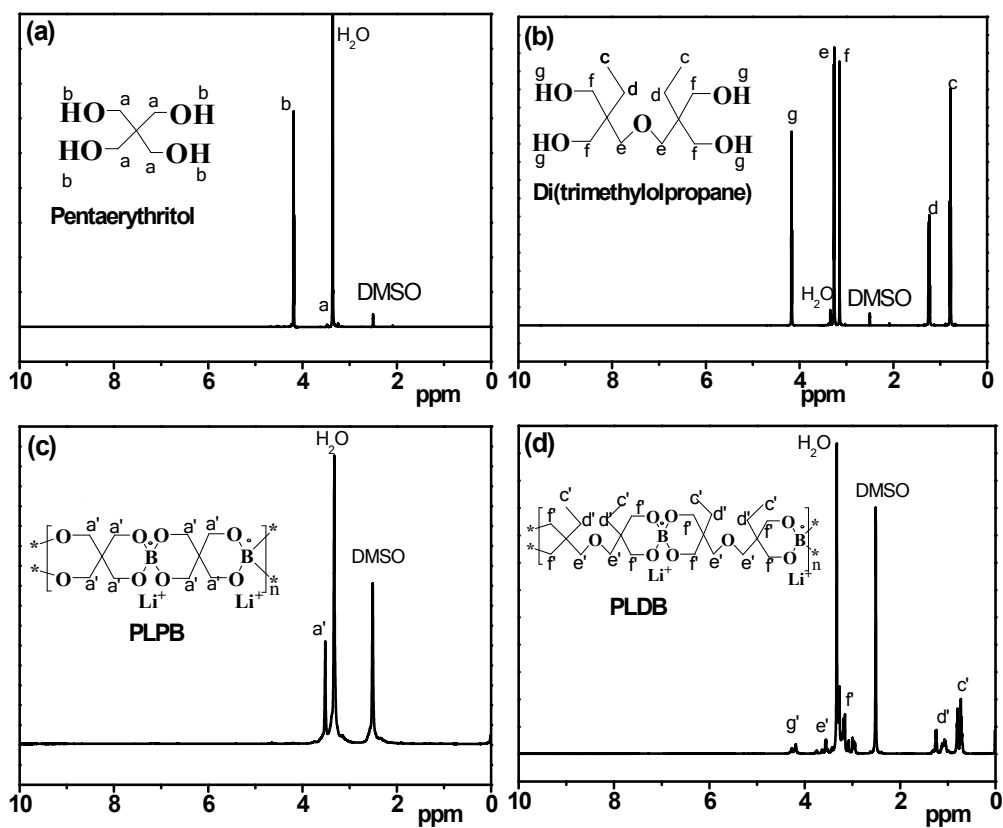 (a)
H₂O
b b
a a
HO OH
HO OH
a a
b b
Pentaerythritol
b
a
DMSO
10 8 6 4 2 0
ppm
(b)
e f
c c
g f d d f g
HO OH
O
HO OH
g f e e f g
Di(trimethylolpropane)
g
H₂O
DMSO
d
c
10 8 6 4 2 0
ppm
(c)
H₂O
DMSO
a' a' a' a'
* O O O O *
B B
* O O O O *
a' a' a' a'
n
Li⁺ Li⁺
PLPB
a'
10 8 6 4 2 0
ppm
(d)
H₂O
DMSO
c' c' c' c'
f' d' f' d' d' f'
* O O O O *
f'
O B O B
* O O O *
f' e' e' f' f' e' e' f'
n
Li⁺ Li⁺
PLDB
g' e' f' d' c'
10 8 6 4 2 0
ppm